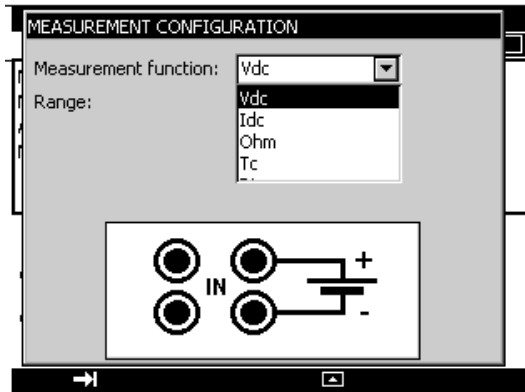 MEASUREMENT CONFIGURATION
Measurement function: Vdc
Range:
Vdc
Idc
Ohm
Tc
IN
+
-